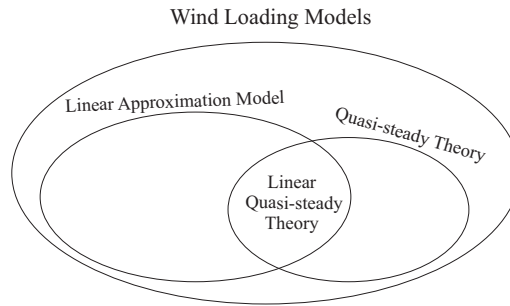 Wind Loading Models
Linear Approximation Model
Quasi-steady Theory
Linear
Quasi-steady
Theory